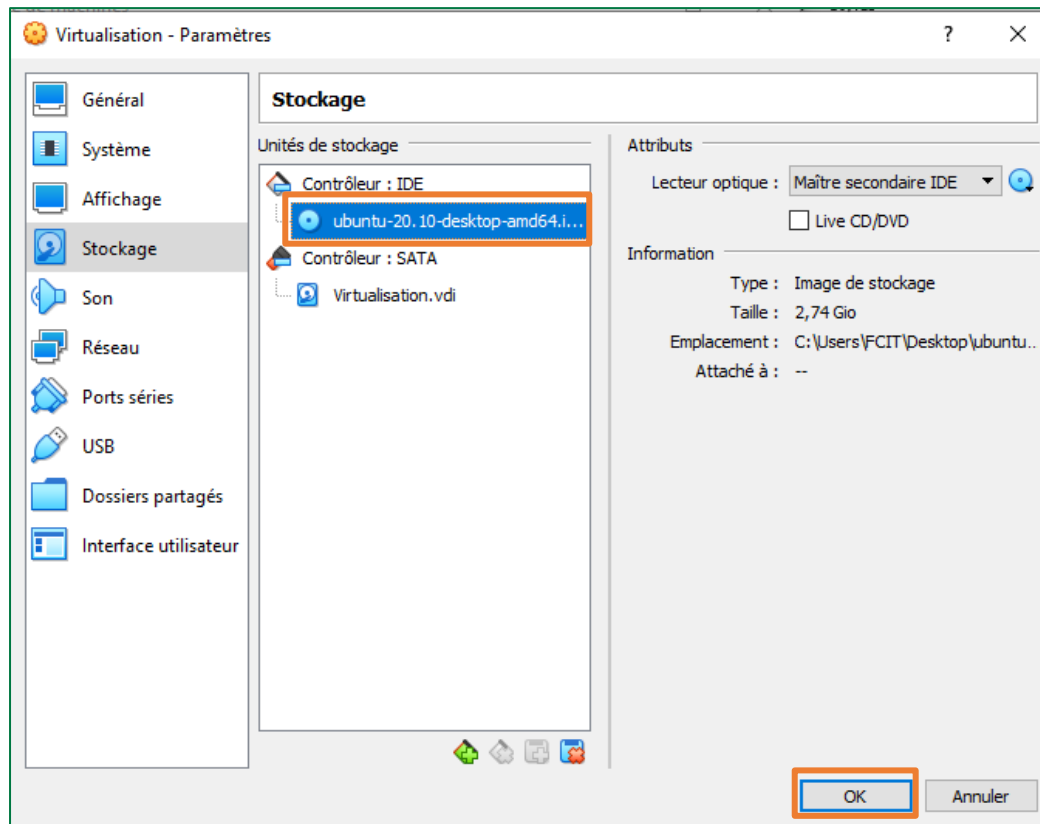 Virtualisation - Paramètres
?
Général
Système
Affichage
Stockage
Son
Réseau
Ports séries
USB
Dossiers partagés
Interface utilisateur
Stockage
Unités de stockage
Contrôleur : IDE
ubuntu-20.10-desktop-amd64.i...
Contrôleur : SATA
Virtualisation.vdi
Attributs
Lecteur optique : Maître secondaire IDE
Live CD/DVD
Information
Type : Image de stockage
Taille : 2,74 Gio
Emplacement : C:\Users\FCIT\Desktop\ubuntu..
Attaché à : --
OK
Annuler